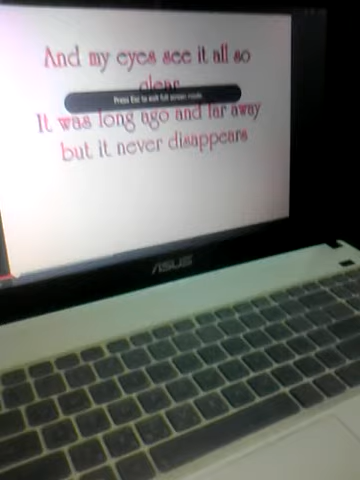 And my eyes see it all so
clear
Press Esc to exit full screen mode.
It was long ago and far away
but it never disappears
ASUS